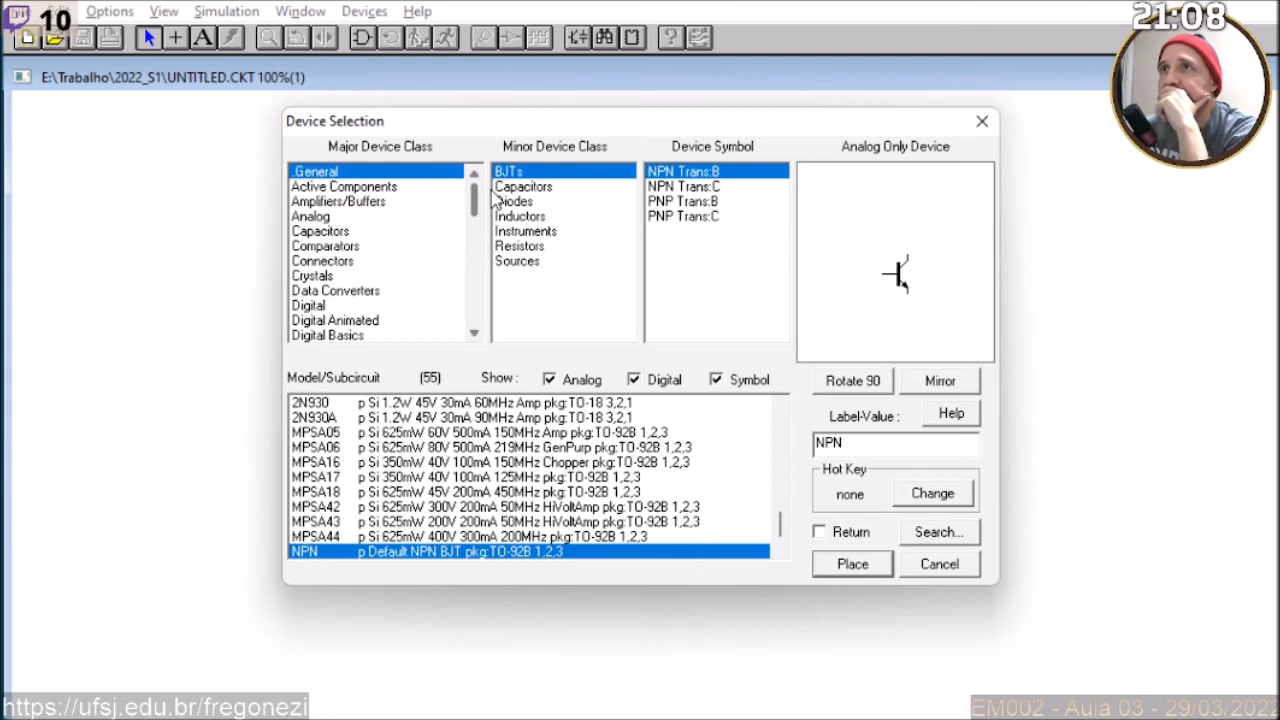 10
Options View Simulation Window Devices Help
21:08
E:\Trabalho\2022_S1\UNTITLED.CKT 100%(1)
Device Selection
Major Device Class
Minor Device Class
Device Symbol
Analog Only Device
.General
Active Components
Amplifiers/Buffers
Analog
Capacitors
Comparators
Connectors
Crystals
Data Converters
Digital
Digital Animated
Digital Basics
BJTs
Capacitors
Diodes
Inductors
Instruments
Resistors
Sources
NPN Trans:B
NPN Trans:C
PNP Trans:B
PNP Trans:C
Model/Subcircuit (55) Show : Analog Digital Symbol
2N930 p Si 1.2W 45V 30mA 60MHz Amp pkg:TO-18 3,2,1
2N930A p Si 1.2W 45V 30mA 90MHz Amp pkg:TO-18 3,2,1
MPSA05 p Si 625mW 60V 500mA 150MHz Amp pkg:TO-92B 1,2,3
MPSA06 p Si 625mW 80V 500mA 219MHz GenPurp pkg:TO-92B 1,2,3
MPSA16 p Si 350mW 40V 100mA 150MHz Chopper pkg:TO-92B 1,2,3
MPSA17 p Si 350mW 40V 100mA 125MHz pkg:TO-92B 1,2,3
MPSA18 p Si 625mW 45V 200mA 450MHz pkg:TO-92B 1,2,3
MPSA42 p Si 625mW 300V 200mA 50MHz HiVoltAmp pkg:TO-92B 1,2,3
MPSA43 p Si 625mW 200V 200mA 50MHz HiVoltAmp pkg:TO-92B 1,2,3
MPSA44 p Si 625mW 400V 300mA 200MHz pkg:TO-92B 1,2,3
NPN p Default NPN BJT pkg:TO-92B 1,2,3
Rotate 90 Mirror
Label-Value : Help
NPN
Hot Key
none Change
Return Search...
Place Cancel
https://ufsj.edu.br/fregonezi
EM002 - Aula 03 - 29/03/2022